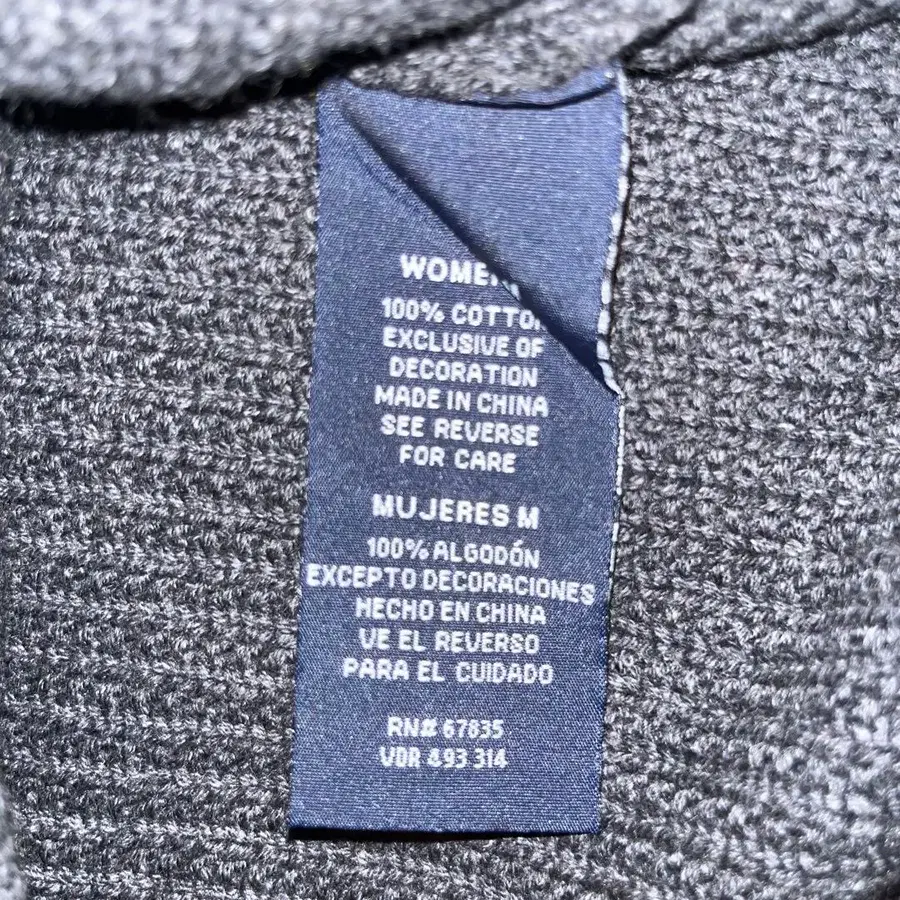 WOMEN
100% COTTON
EXCLUSIVE OF
DECORATION
MADE IN CHINA
SEE REVERSE
FOR CARE
MUJERES M
100% ALGODÓN
EXCEPTO DECORACIONES
HECHO EN CHINA
VE EL REVERSO
PARA EL CUIDADO
RN# 67835
VDR 493 314